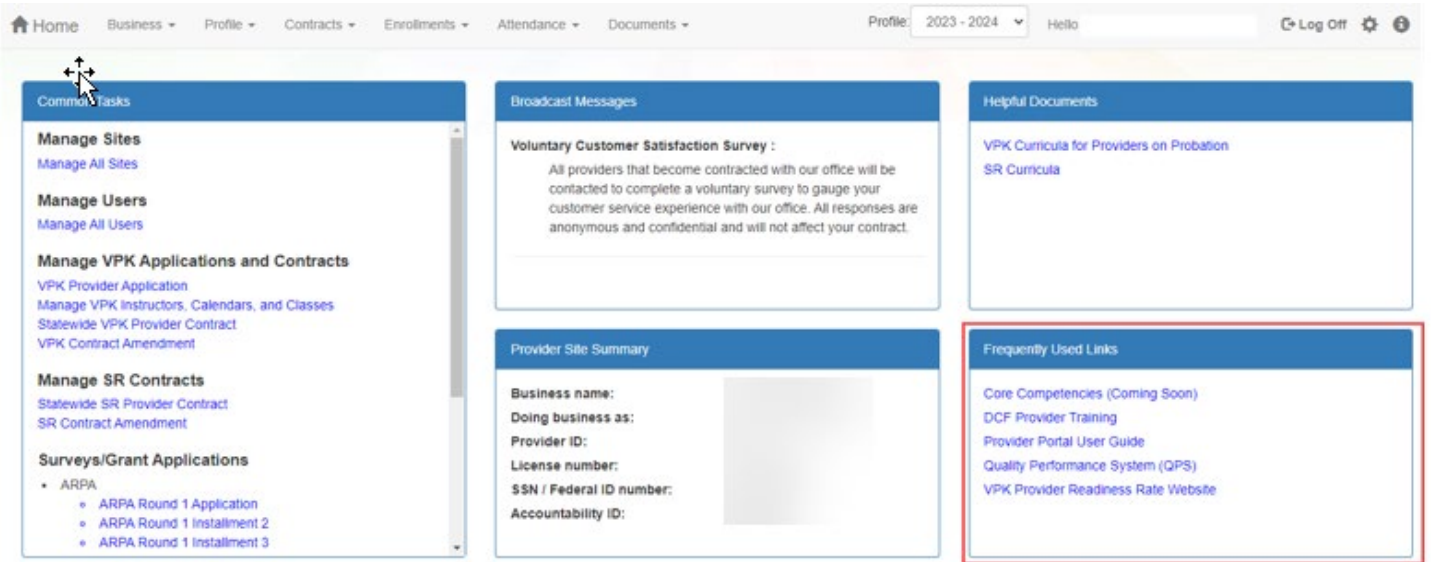 Home Business Profile Contracts Enrollments Attendance Documents Profile: 2023 - 2024 Hello Log Off
Common Tasks
Manage Sites
Manage All Sites
Manage Users
Manage All Users
Manage VPK Applications and Contracts
VPK Provider Application
Manage VPK Instructors, Calendars, and Classes
Statewide VPK Provider Contract
VPK Contract Amendment
Manage SR Contracts
Statewide SR Provider Contract
SR Contract Amendment
Surveys/Grant Applications
ARPA
ARPA Round 1 Application
ARPA Round 1 Installment 2
ARPA Round 1 Installment 3
Broadcast Messages
Voluntary Customer Satisfaction Survey :
All providers that become contracted with our office will be
contacted to complete a voluntary survey to gauge your
customer service experience with our office. All responses are
anonymous and confidential and will not affect your contract.
Provider Site Summary
Business name:
Doing business as:
Provider ID:
License number:
SSN / Federal ID number:
Accountability ID:
Helpful Documents
VPK Curricula for Providers on Probation
SR Curricula
Frequently Used Links
Core Competencies (Coming Soon)
DCF Provider Training
Provider Portal User Guide
Quality Performance System (QPS)
VPK Provider Readiness Rate Website